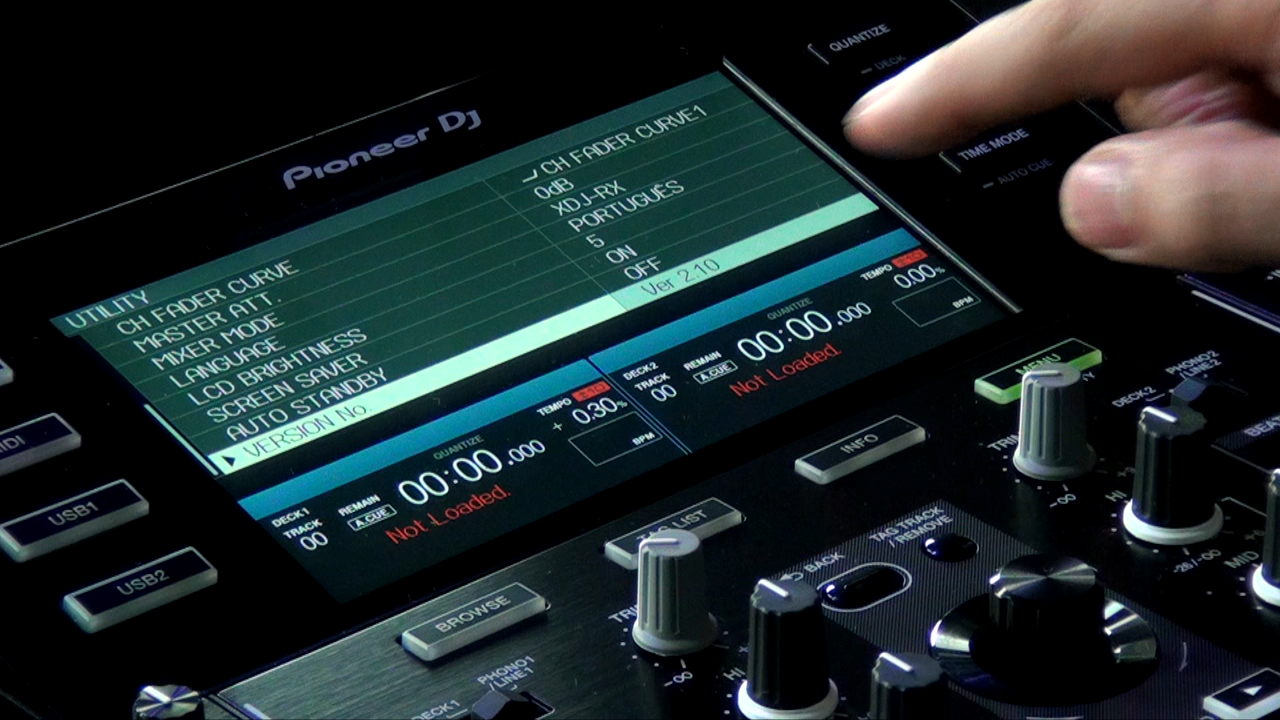 QUANTIZE
DECK
Pioneer Dj
TIME MODE
AUTO CUE
UTILITY
CH FADER CURVE CH FADER CURVE1
MASTER ATT. 0dB
MIXER MODE XDJ-RX
LANGUAGE PORTUGUÊS
LCD BRIGHTNESS 5
SCREEN SAVER ON
AUTO STANDBY OFF
VERSION No. Ver 2.10
DECK1
TRACK
00
REMAIN
A.CUE
QUANTIZE
00:00.000
Not Loaded.
TEMPO
+ 0.30%
BPM
DECK2
TRACK
00
REMAIN
A.CUE
QUANTIZE
00:00.000
Not Loaded.
TEMPO
0.00%
BPM
MENU
INFO
USB1
USB2
BROWSE
BACK
TAG TRACK
/ REMOVE
PHONO1
/LINE1
DECK1
DECK2
PHONO2
LINE2
-∞
-∞
HI
HI
-26/-∞
MID